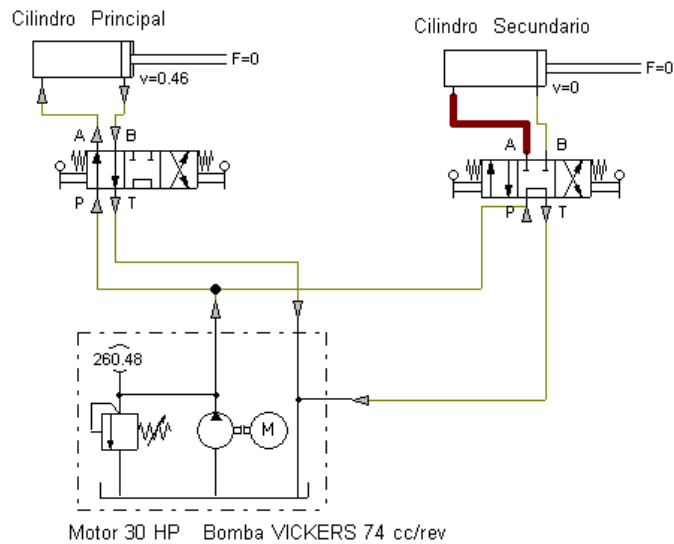 Cilindro Principal
Cilindro Secundario
F=0
v=0.46
F=0
v=0
A
B
A
B
P
T
P
T
260.48
M
Motor 30 HP Bomba VICKERS 74 cc/rev